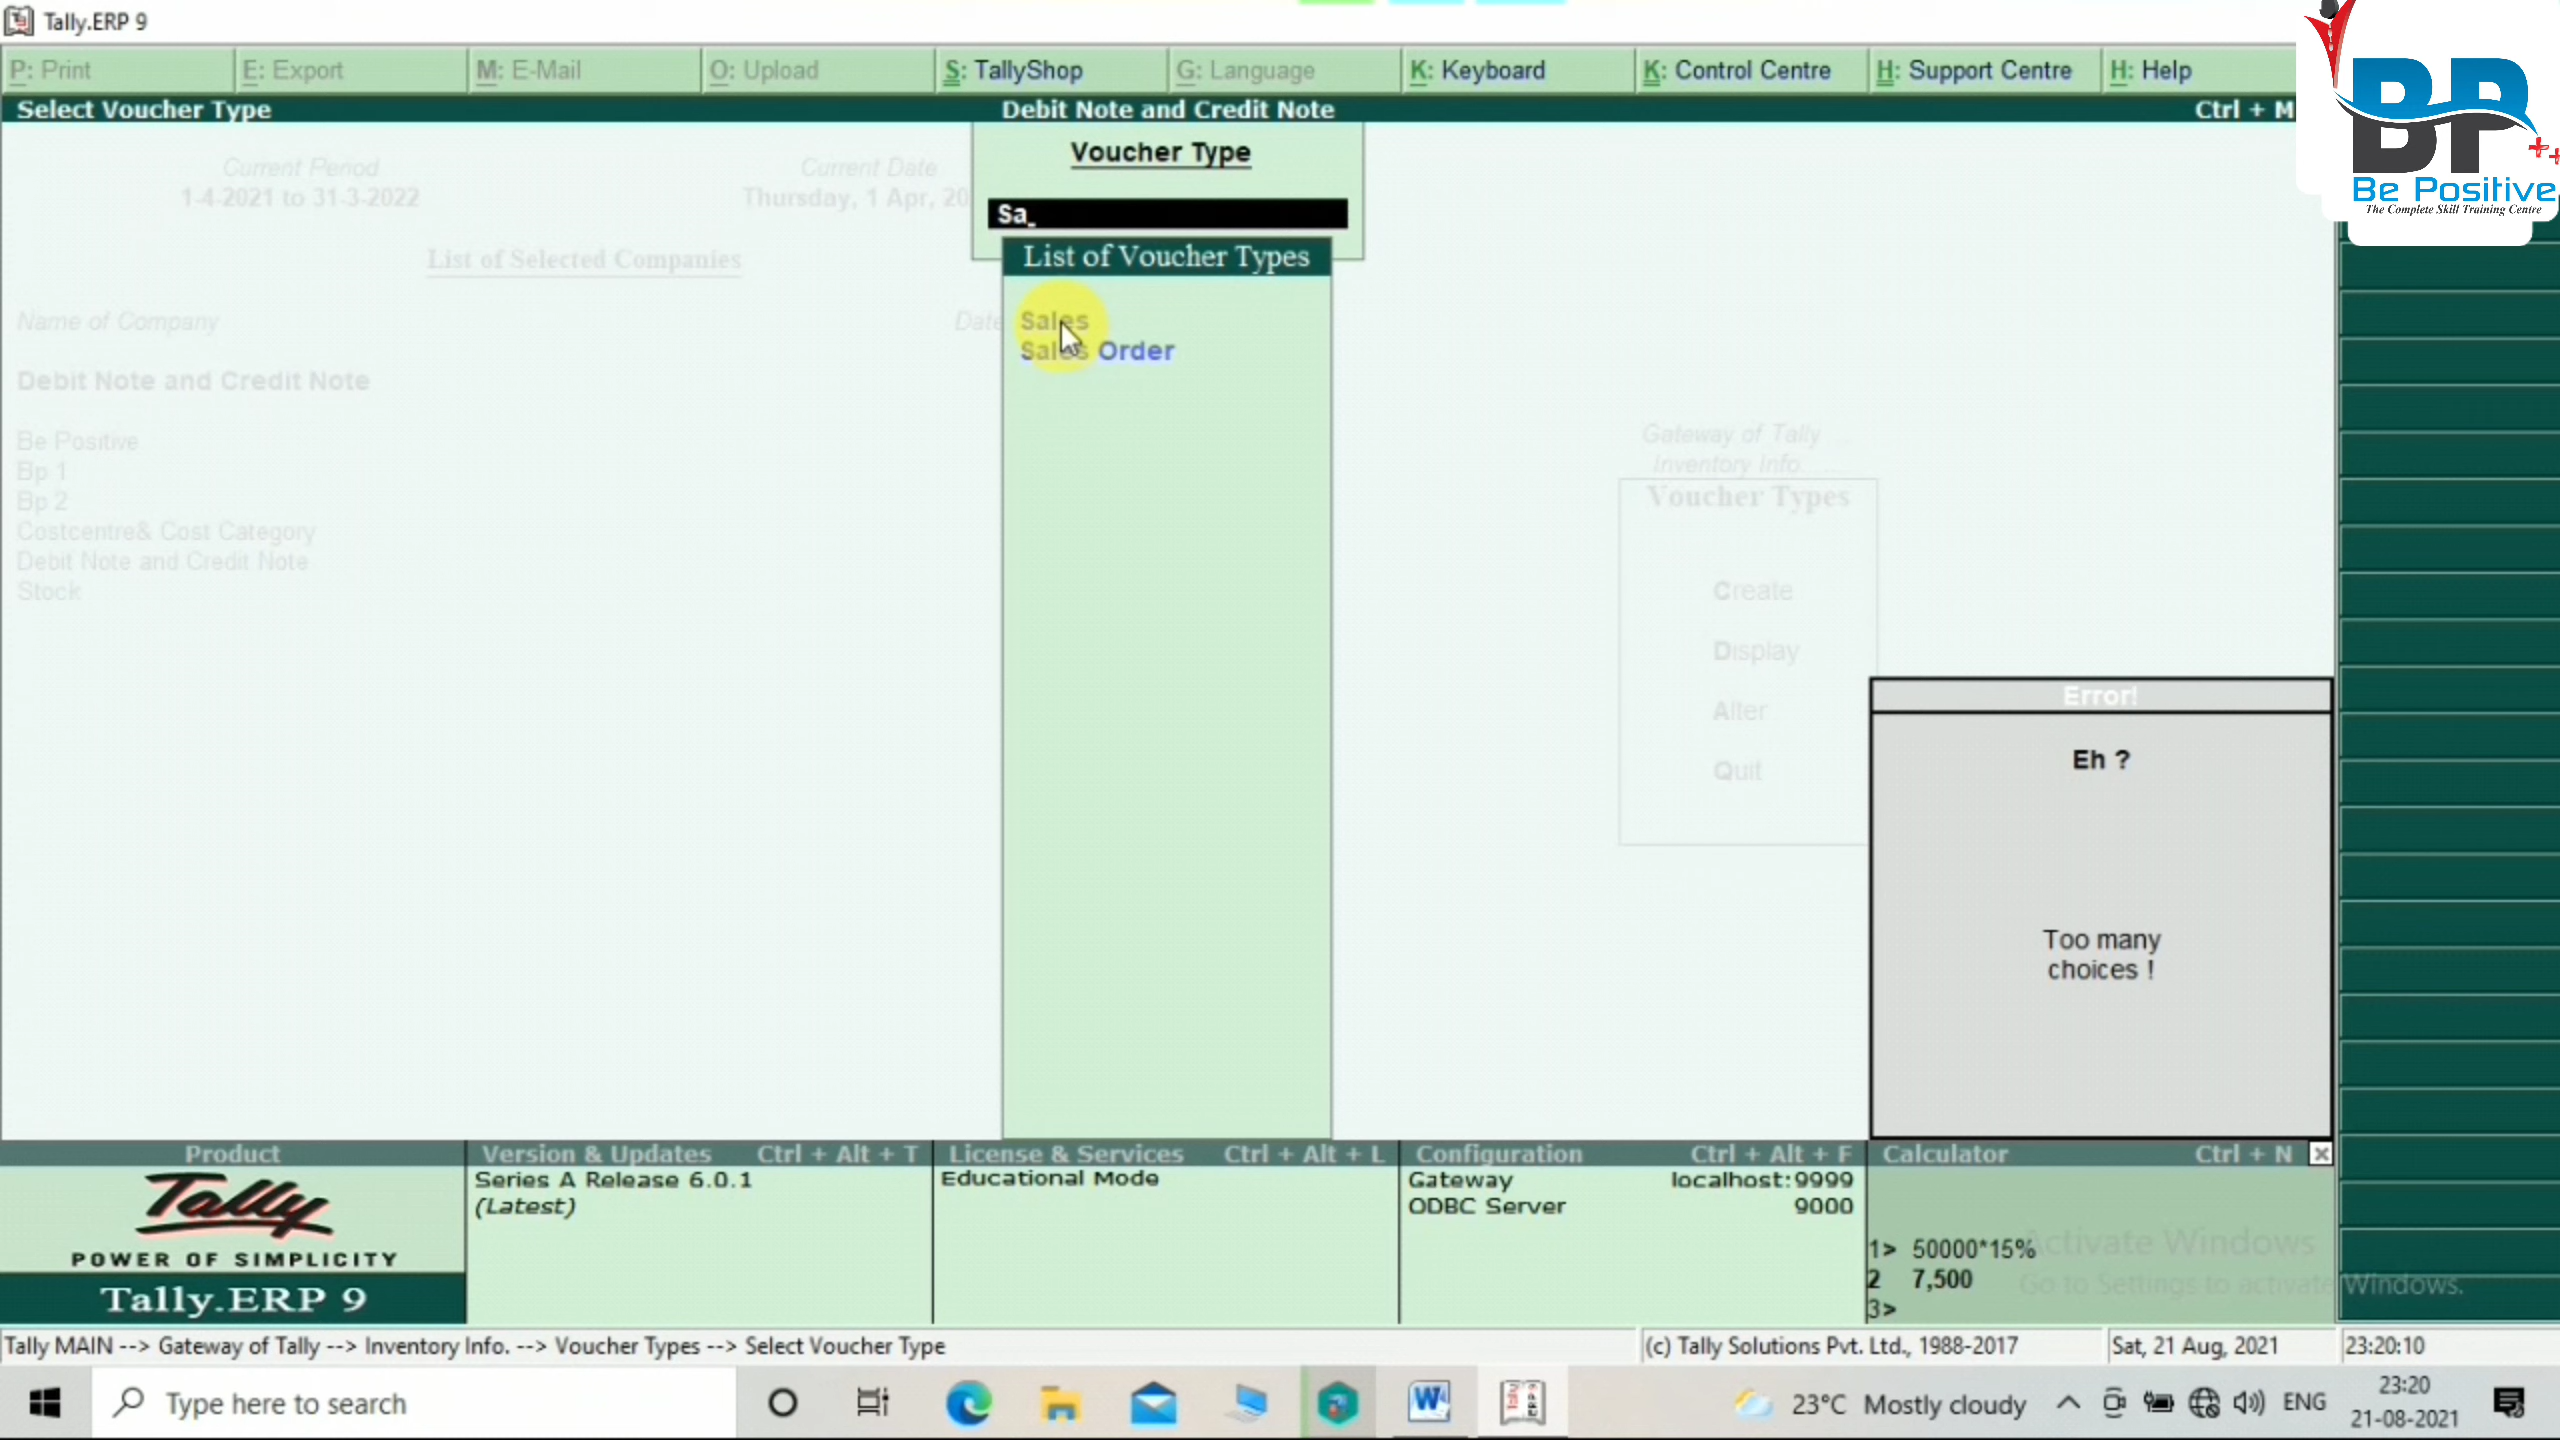 Tally.ERP 9
P: Print
E: Export
M: E-Mail
O: Upload
S: TallyShop
G: Language
K: Keyboard
K: Control Centre
H: Support Centre
H: Help
BP
++
Be Positive
The Complete Skill Training Centre
Select Voucher Type
Debit Note and Credit Note
Ctrl + M
Current Period
1-4-2021 to 31-3-2022
Current Date
Thursday, 1 Apr, 20
Voucher Type
Sa
List of Voucher Types
Sales
Sales Order
List of Selected Companies
Name of Company
Date
Debit Note and Credit Note
Be Positive
Bp 1
Bp 2
Costcentre& Cost Category
Debit Note and Credit Note
Stock
Gateway of Tally ...
Inventory Info. ...
Voucher Types
Create
Display
Alter
Quit
Error!
Eh ?
Too many
choices !
Product
Tally
POWER OF SIMPLICITY
Tally.ERP 9
Version & Updates Ctrl + Alt + T
Series A Release 6.0.1
(Latest)
License & Services Ctrl + Alt + L
Educational Mode
Configuration Ctrl + Alt + F
Gateway localhost:9999
ODBC Server 9000
Calculator Ctrl + N
1> 50000*15%
2 7,500
3>
Activate Windows
Go to Settings to activate Windows.
Tally MAIN --> Gateway of Tally --> Inventory Info. --> Voucher Types --> Select Voucher Type
(c) Tally Solutions Pvt. Ltd., 1988-2017
Sat, 21 Aug, 2021
23:20:10
Type here to search
23°C Mostly cloudy
ENG
23:20
21-08-2021